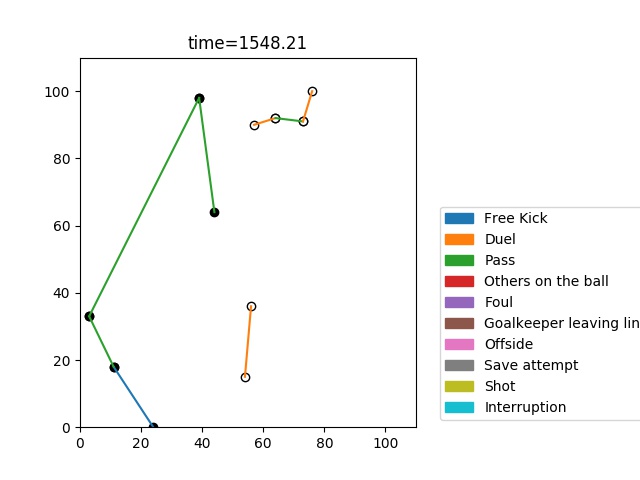 time=1548.21
100
80
60
40
20
0
0 20 40 60 80 100
Free Kick
Duel
Pass
Others on the ball
Foul
Goalkeeper leaving lin
Offside
Save attempt
Shot
Interruption